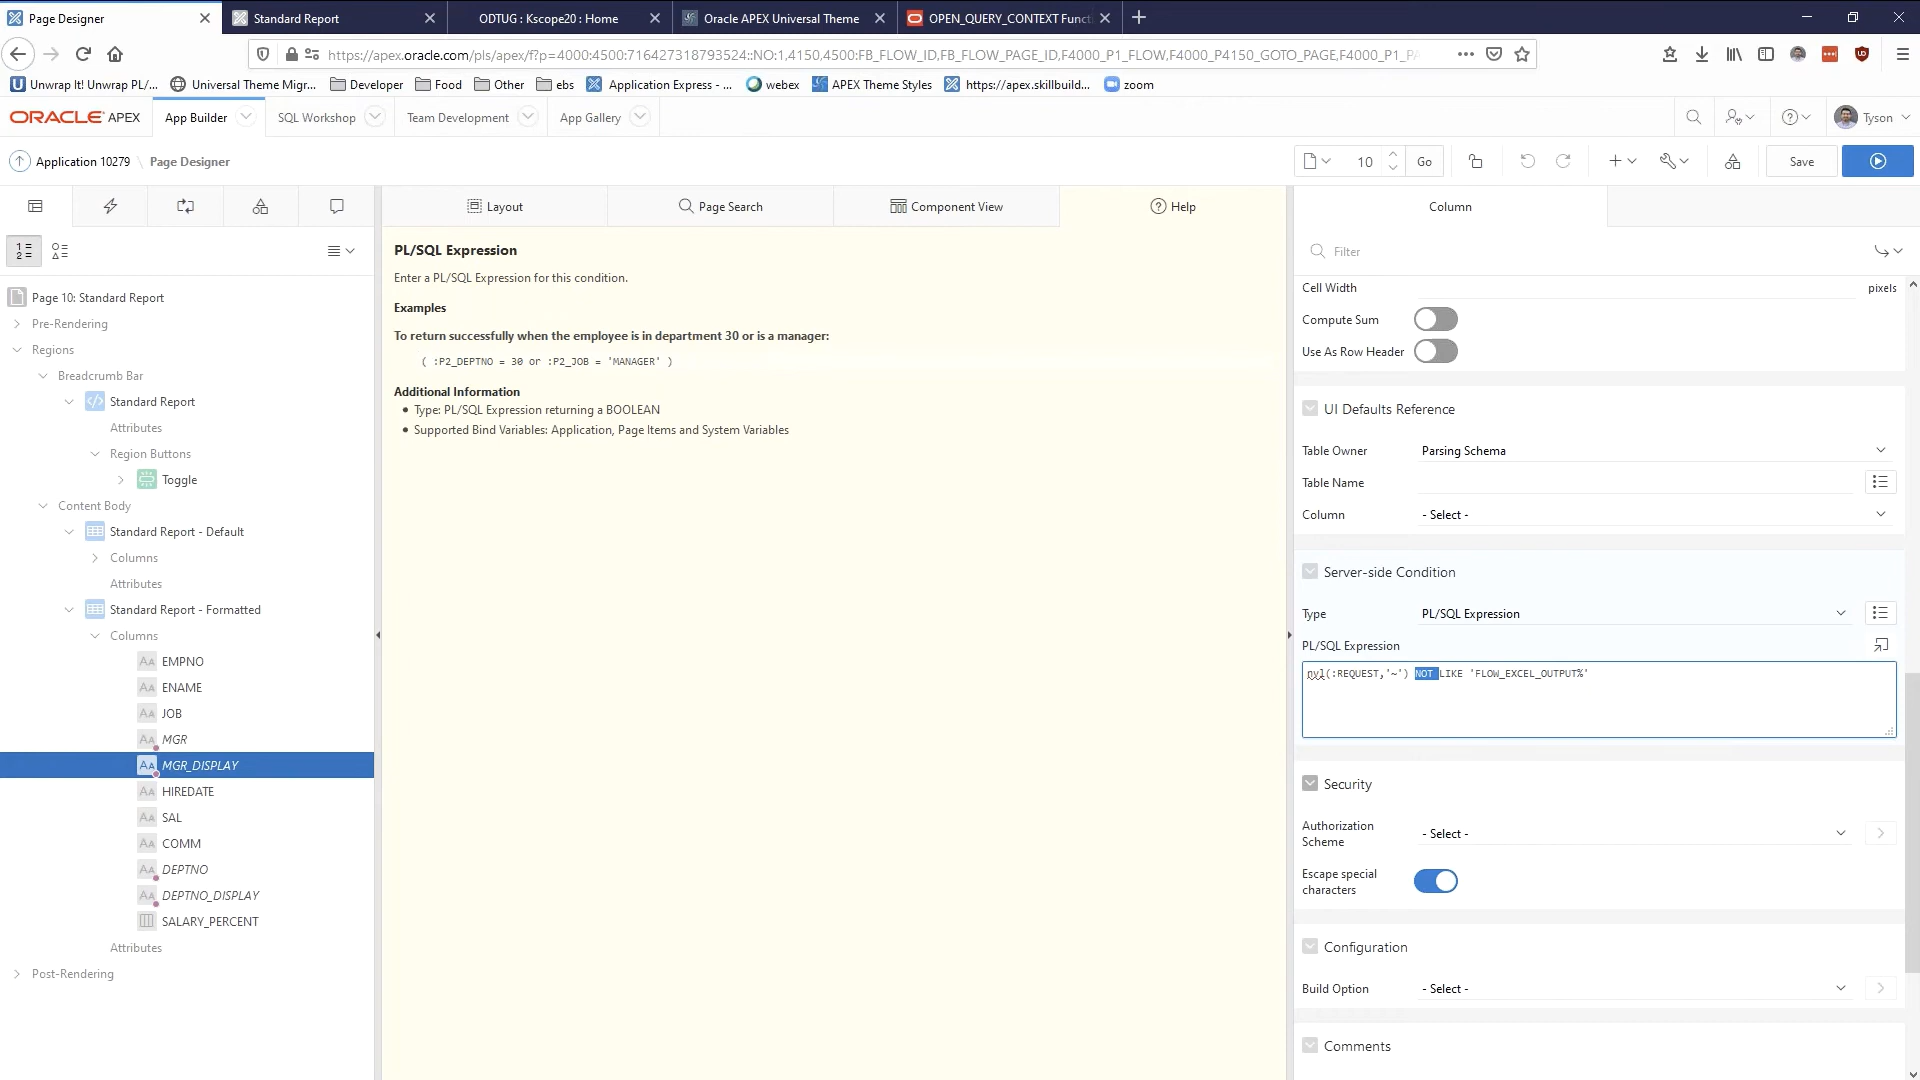 Page Designer
Standard Report
ODTUG : Kscope20 : Home
Oracle APEX Universal Theme
OPEN_QUERY_CONTEXT Funct
https://apex.oracle.com/pls/apex/f?p=4000:4500:716427318793524::NO:1,4150,4500:FB_FLOW_ID,FB_FLOW_PAGE_ID,F4000_P1_FLOW,F4000_P4150_GOTO_PAGE,F4000_P1_PA
Unwrap It! Unwrap PL/... Universal Theme Migr... Developer Food Other ebs Application Express - ... webex APEX Theme Styles https://apex.skillbuild... zoom
ORACLE APEX App Builder SQL Workshop Team Development App Gallery Tyson
Application 10279 \ Page Designer 10 Go Save
Layout Page Search Component View Help Column
Filter
Page 10: Standard Report
Pre-Rendering
Regions
Breadcrumb Bar
Standard Report
Attributes
Region Buttons
Toggle
Content Body
Standard Report - Default
Columns
Attributes
Standard Report - Formatted
Columns
EMPNO
ENAME
JOB
MGR
MGR_DISPLAY
HIREDATE
SAL
COMM
DEPTNO
DEPTNO_DISPLAY
SALARY_PERCENT
Attributes
Post-Rendering
PL/SQL Expression
Enter a PL/SQL Expression for this condition.
Examples
To return successfully when the employee is in department 30 or is a manager:
( :P2_DEPTNO = 30 or :P2_JOB = 'MANAGER' )
Additional Information
• Type: PL/SQL Expression returning a BOOLEAN
• Supported Bind Variables: Application, Page Items and System Variables
Cell Width pixels
Compute Sum
Use As Row Header
UI Defaults Reference
Table Owner Parsing Schema
Table Name
Column - Select -
Server-side Condition
Type PL/SQL Expression
PL/SQL Expression
nvl(:REQUEST,'~') NOT LIKE 'FLOW_EXCEL_OUTPUT%'
Security
Authorization
Scheme - Select -
Escape special
characters
Configuration
Build Option - Select -
Comments